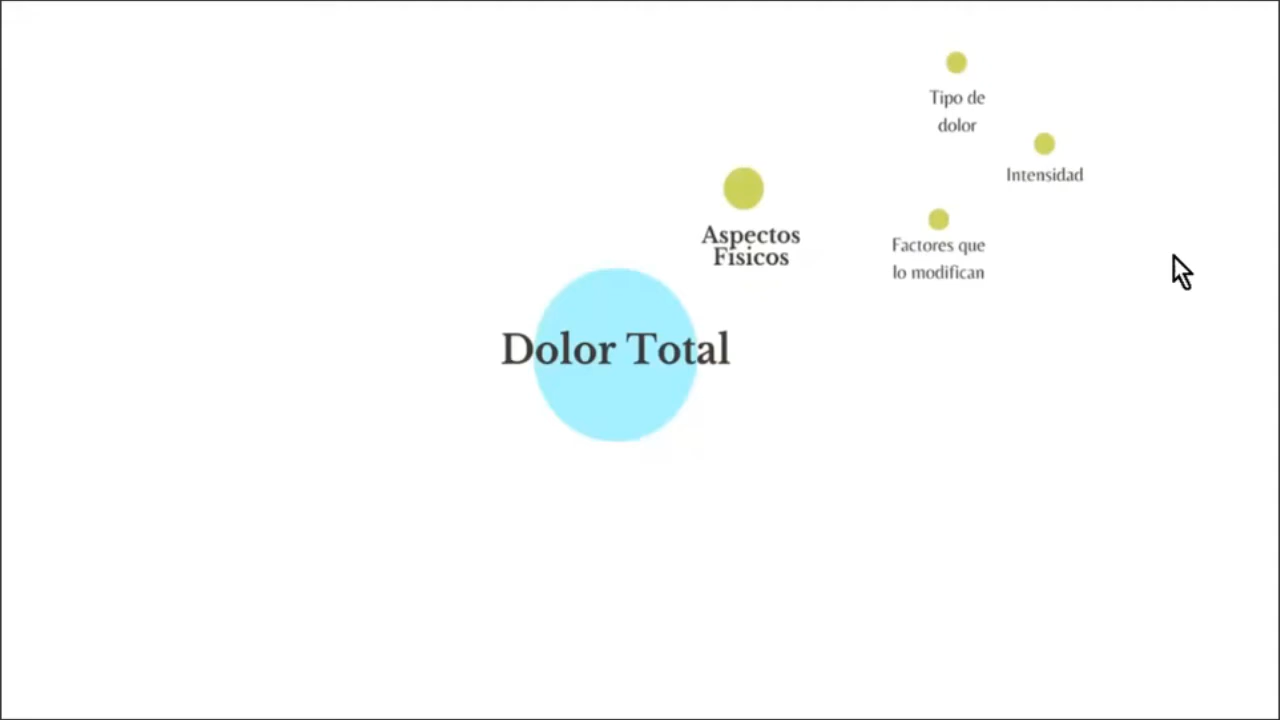 Tipo de
dolor
Intensidad
Aspectos
Físicos
Factores que
lo modifican
Dolor Total